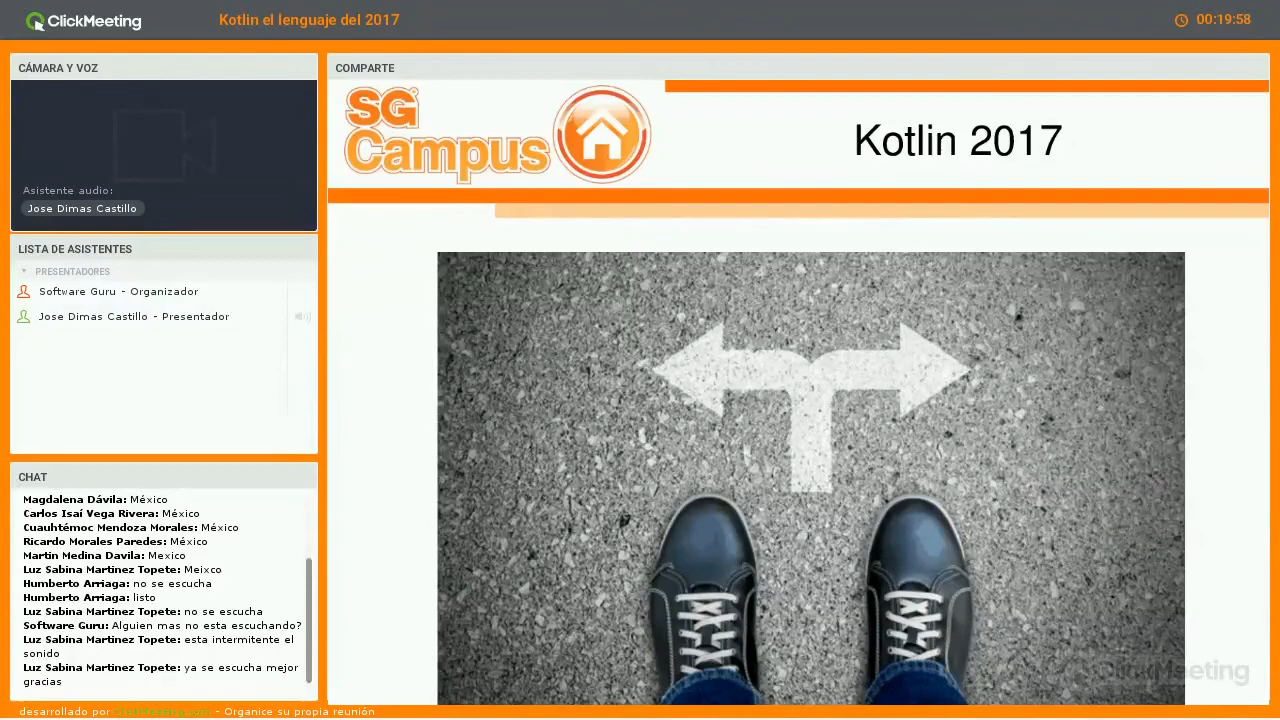 ClickMeeting
Kotlin el lenguaje del 2017
00:19:58
CÁMARA Y VOZ
Asistente audio:
Jose Dimas Castillo
LISTA DE ASISTENTES
PRESENTADORES
Software Guru - Organizador
Jose Dimas Castillo - Presentador
CHAT
Magdalena Dávila: México
Carlos Isaí Vega Rivera: México
Cuauhtémoc Mendoza Morales: México
Ricardo Morales Paredes: México
Martin Medina Davila: Mexico
Luz Sabina Martinez Topete: Meixco
Humberto Arriaga: no se escucha
Humberto Arriaga: listo
Luz Sabina Martinez Topete: no se escucha
Software Guru: Alguien mas no esta escuchando?
Luz Sabina Martinez Topete: esta intermitente el
sonido
Luz Sabina Martinez Topete: ya se escucha mejor
gracias
desarrollado por ClickMeeting.com - Organice su propia reunión
COMPARTE
SG
Campus
Kotlin 2017
ClickMeeting